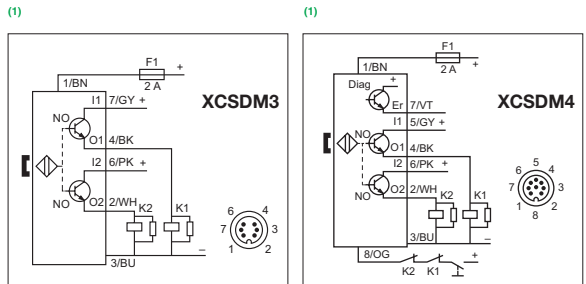 (1)
F1
1/BN
2 A
+
I1 7/GY +
XCSDM3
NO
O1 4/BK
I2 6/PK +
NO
O2 2/WH
K2
K1
6
4
7
3
1
2
–
3/BU
(1)
F1
1/BN
2 A
+
Diag
+
Er 7/VT
XCSDM4
I1 5/GY +
NO
O1 4/BK
I2 6/PK +
NO
O2 2/WH
K2
K1
5
6
4
7
3
1
2
8
3/BU
–
8/OG
+
K2
K1